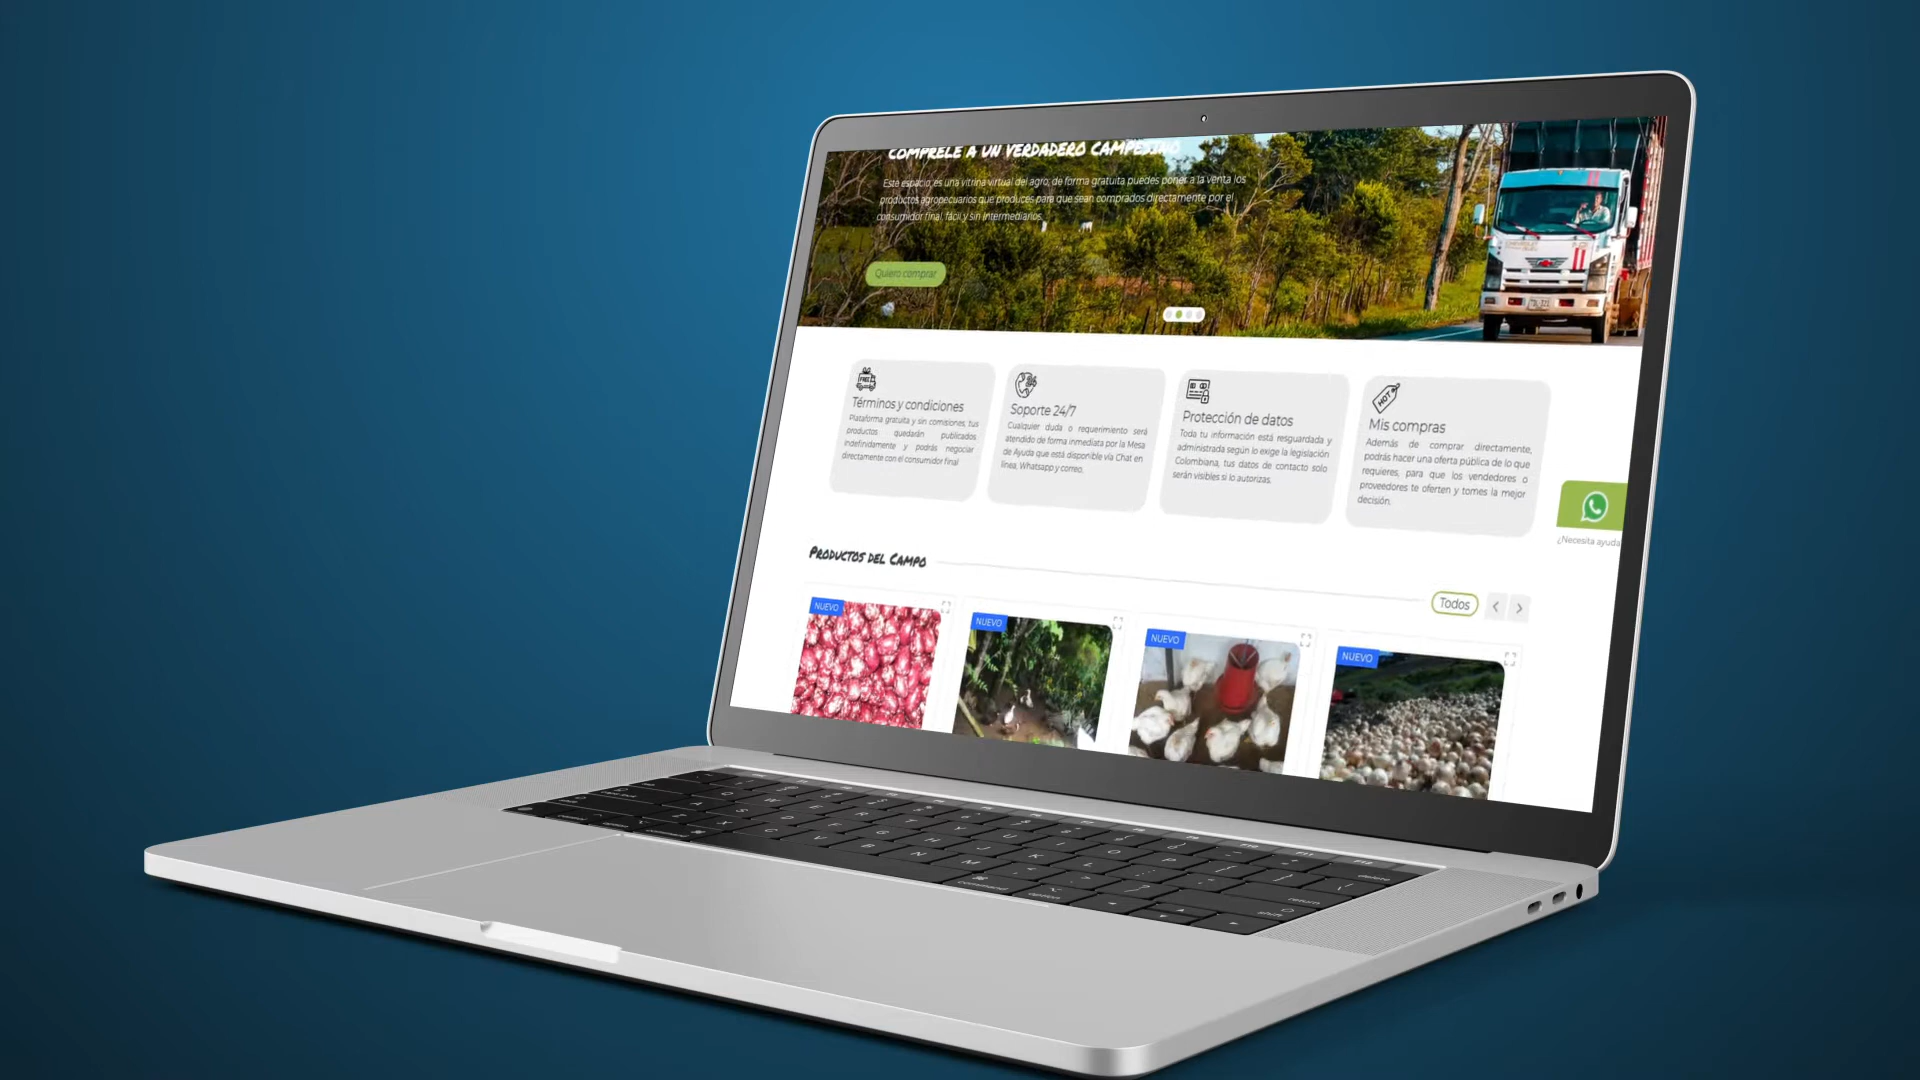 COMPRELE A UN VERDADERO CAMPESINO
Este espacio, es una vitrina virtual del agro, de forma gratuita puedes poner a la venta los
productos agropecuarios que produces para que sean comprados directamente por el
consumidor final, fácil y sin intermediarios.
Quiero comprar
FREE
Términos y condiciones
Plataforma gratuita y sin comisiones, tus
productos quedarán publicados
indefinidamente y podrás negociar
directamente con el consumidor final
Soporte 24/7
Cualquier duda o requerimiento será
atendido de forma inmediata por la Mesa
de Ayuda que está disponible vía Chat en
línea, Whatsapp y correo.
Protección de datos
Toda tu información está resguardada y
administrada según lo exige la legislación
Colombiana, tus datos de contacto solo
serán visibles si lo autorizas.
HOT
Mis compras
Además de comprar directamente,
podrás hacer una oferta pública de lo que
requieres, para que los vendedores o
proveedores te oferten y tomes la mejor
decisión.
¿Necesita ayuda
PRODUCTOS DEL CAMPO
Todos
NUEVO
NUEVO
NUEVO
NUEVO
delete
return
shift
command
option